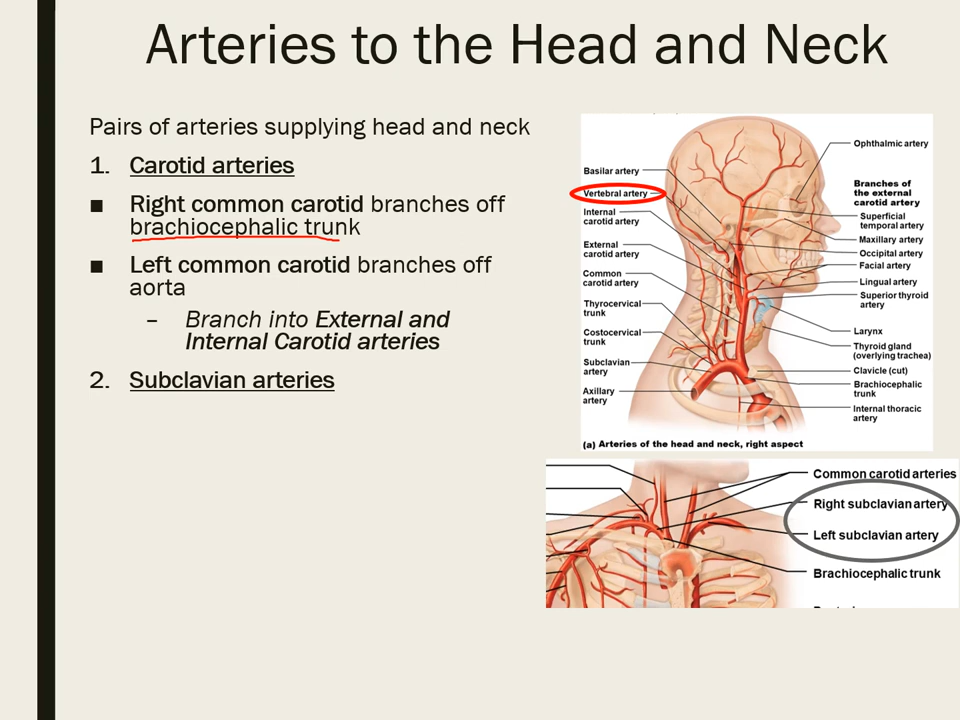 Arteries to the Head and Neck
Pairs of arteries supplying head and neck
1. Carotid arteries
■ Right common carotid branches off
brachiocephalic trunk
■ Left common carotid branches off
aorta
– Branch into External and
Internal Carotid arteries
2. Subclavian arteries
Basilar artery
Vertebral artery
Internal
carotid artery
External
carotid artery
Common
carotid artery
Thyrocervical
trunk
Costocervical
trunk
Subclavian
artery
Axillary
artery
Ophthalmic artery
Branches of
the external
carotid artery
Superficial
temporal artery
Maxillary artery
Occipital artery
Facial artery
Lingual artery
Superior thyroid
artery
Larynx
Thyroid gland
(overlying trachea)
Clavicle (cut)
Brachiocephalic
trunk
Internal thoracic
artery
(a) Arteries of the head and neck, right aspect
Common carotid arteries
Right subclavian artery
Left subclavian artery
Brachiocephalic trunk